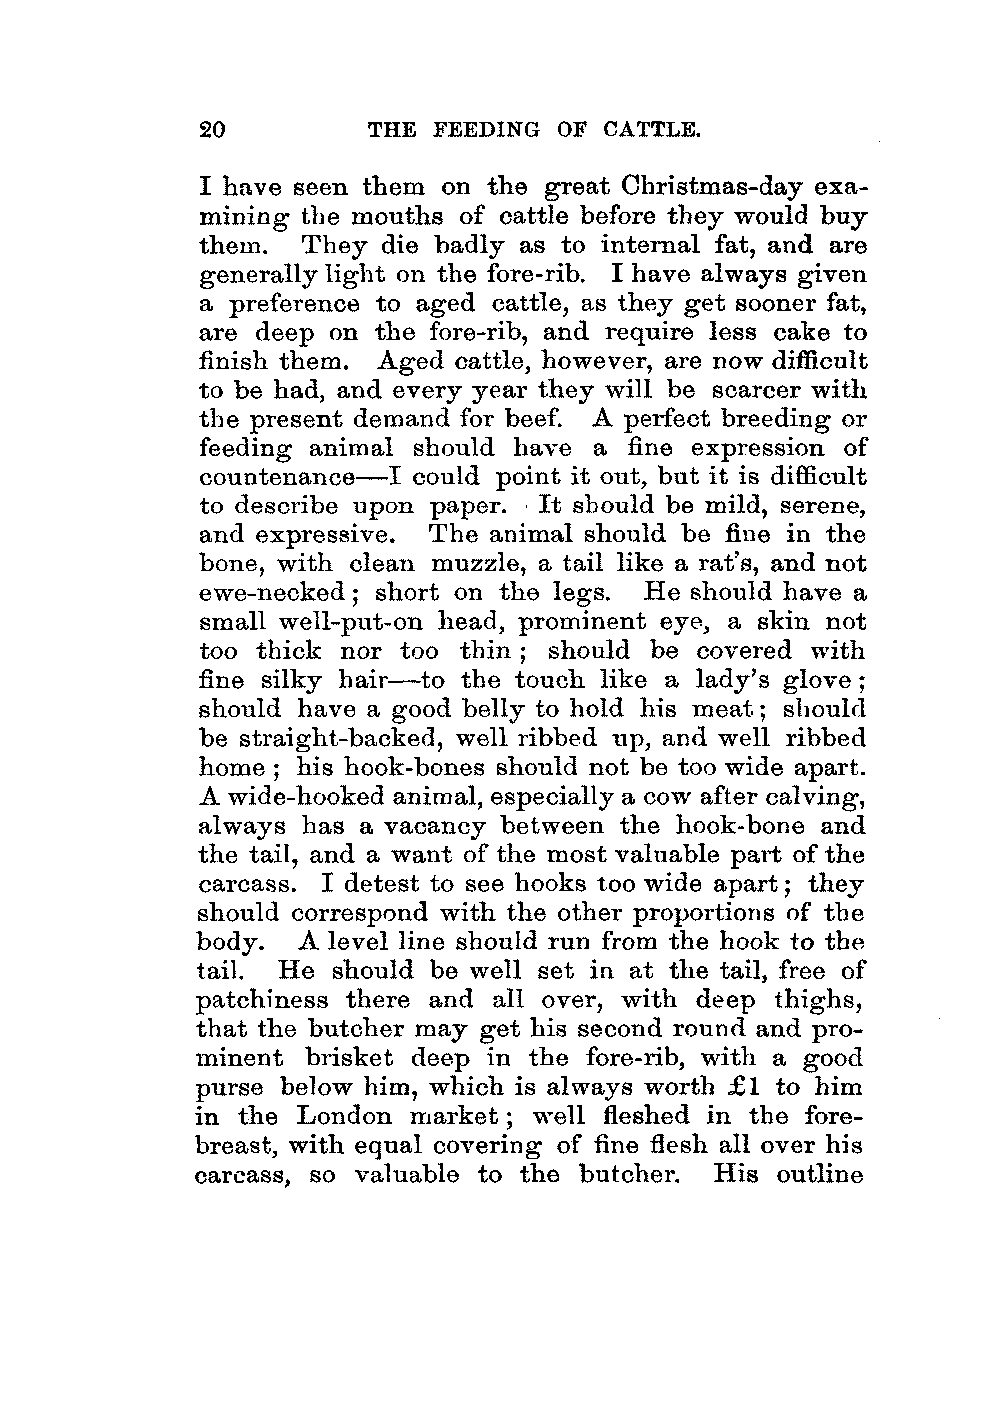 20 THE FEEDING OF CATTLE.
I have seen them on the great Christmas-day exa-
mining the mouths of cattle before they would buy
them. They die badly as to internal fat, and are
generally light on the fore-rib. I have always given
a preference to aged cattle, as they get sooner fat,
are deep on the fore-rib, and require less cake to
finish them. Aged cattle, however, are now difficult
to be had, and every year they will be scarcer with
the present demand for beef. A perfect breeding or
feeding animal should have a fine expression of
countenance—I could point it out, but it is difficult
to describe upon paper. It should be mild, serene,
and expressive. The animal should be fine in the
bone, with clean muzzle, a tail like a rat's, and not
ewe-necked; short on the legs. He should have a
small well-put-on head, prominent eye, a skin not
too thick nor too thin; should be covered with
fine silky hair—to the touch like a lady's glove;
should have a good belly to hold his meat; should
be straight-backed, well ribbed up, and well ribbed
home; his hook-bones should not be too wide apart.
A wide-hooked animal, especially a cow after calving,
always has a vacancy between the hook-bone and
the tail, and a want of the most valuable part of the
carcass. I detest to see hooks too wide apart; they
should correspond with the other proportions of the
body. A level line should run from the hook to the
tail. He should be well set in at the tail, free of
patchiness there and all over, with deep thighs,
that the butcher may get his second round and pro-
minent brisket deep in the fore-rib, with a good
purse below him, which is always worth £1 to him
in the London market; well fleshed in the fore-
breast, with equal covering of fine flesh all over his
carcass, so valuable to the butcher. His outline